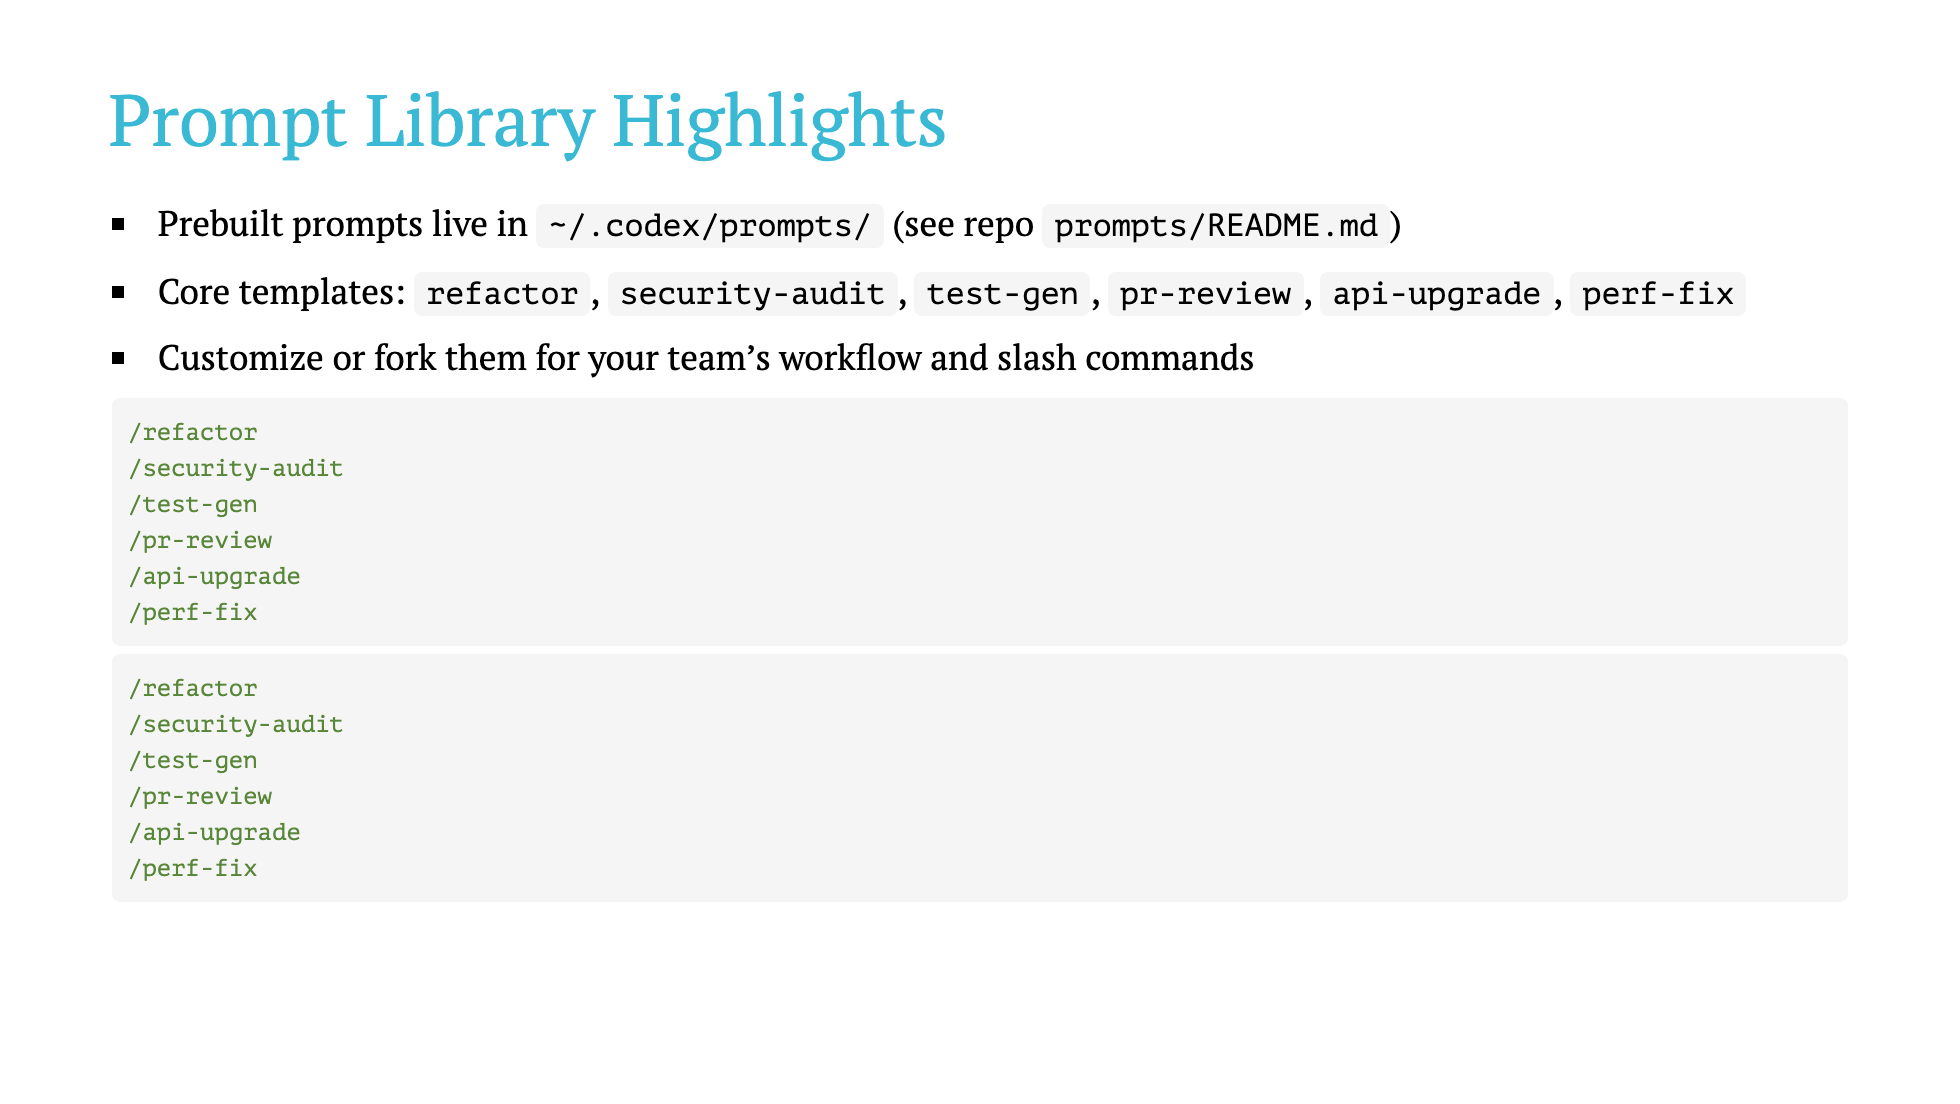 Prompt Library Highlights
▪ Prebuilt prompts live in ~/.codex/prompts/ (see repo prompts/README.md)
▪ Core templates: refactor, security-audit, test-gen, pr-review, api-upgrade, perf-fix
▪ Customize or fork them for your team’s workflow and slash commands
/refactor
/security-audit
/test-gen
/pr-review
/api-upgrade
/perf-fix
/refactor
/security-audit
/test-gen
/pr-review
/api-upgrade
/perf-fix